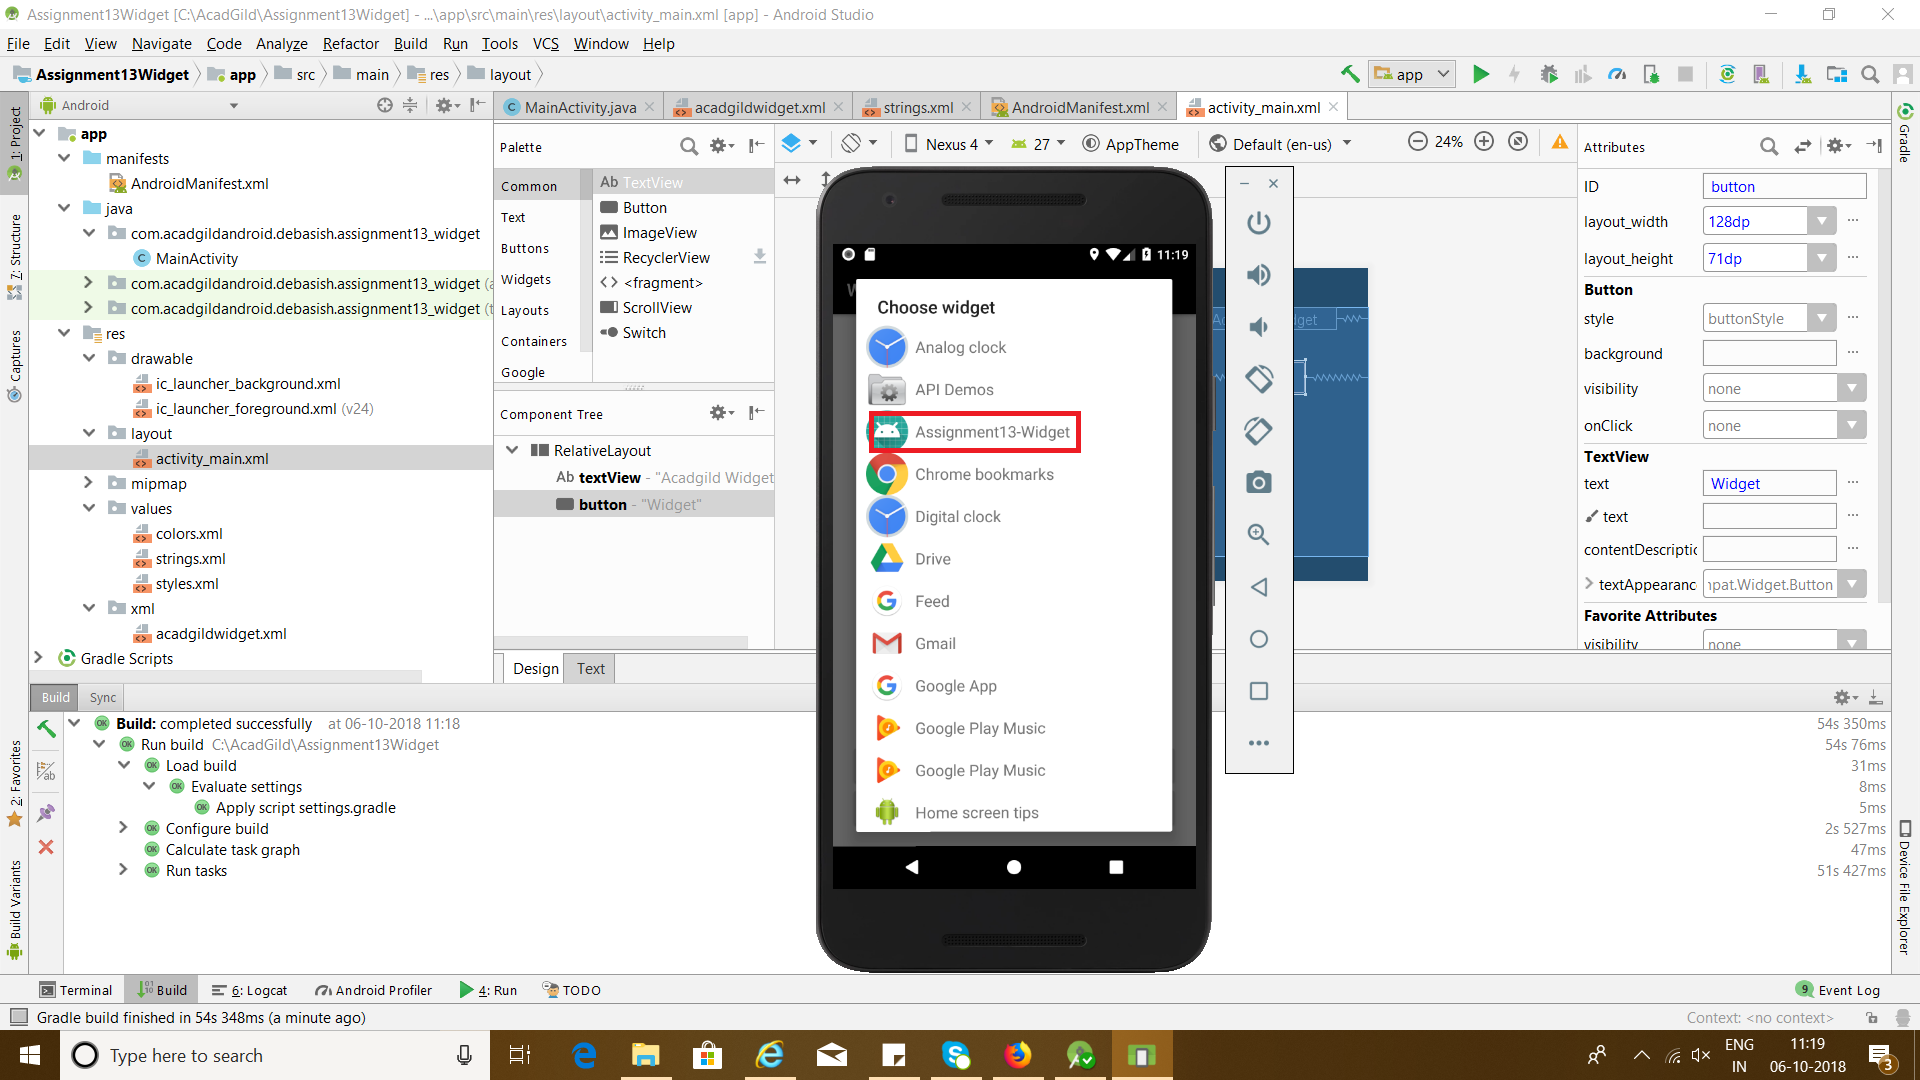 Assignment13Widget [C:\AcadGild\Assignment13Widget] - ...\app\src\main\res\layout\activity_main.xml [app] - Android Studio
File Edit View Navigate Code Analyze Refactor Build Run Tools VCS Window Help
Assignment13Widget app src main res layout
app
Android
MainActivity.java acadgildwidget.xml strings.xml AndroidManifest.xml activity_main.xml
1: Project
7: Structure
Captures
2: Favorites
Build Variants
app
manifests
AndroidManifest.xml
java
com.acadgildandroid.debasish.assignment13_widget
MainActivity
com.acadgildandroid.debasish.assignment13_widget
com.acadgildandroid.debasish.assignment13_widget
res
drawable
ic_launcher_background.xml
ic_launcher_foreground.xml (v24)
layout
activity_main.xml
mipmap
values
colors.xml
strings.xml
styles.xml
xml
acadgildwidget.xml
Gradle Scripts
Palette
Common
Text
Buttons
Widgets
Layouts
Containers
Google
Ab TextView
Button
ImageView
RecyclerView
<fragment>
ScrollView
Switch
Component Tree
RelativeLayout
Ab textView - "Acadgild Widget
button - "Widget"
Design Text
Nexus 4 27 AppTheme Default (en-us) 24%
11:19
Choose widget
Analog clock
API Demos
Assignment13-Widget
Chrome bookmarks
Digital clock
Drive
Feed
Gmail
Google App
Google Play Music
Google Play Music
Home screen tips
Attributes
ID button
layout_width 128dp
layout_height 71dp
Button
style buttonStyle
background
visibility none
onClick none
TextView
text Widget
text
contentDescriptic
textAppearanc npat.Widget.Button
Favorite Attributes
visibility none
Gradle
Device File Explorer
Build Sync
Build: completed successfully at 06-10-2018 11:18 54s 350ms
Run build C:\AcadGild\Assignment13Widget 54s 76ms
Load build 31ms
Evaluate settings 8ms
Apply script settings.gradle 5ms
Configure build 2s 527ms
Calculate task graph 47ms
Run tasks 51s 427ms
Terminal Build 6: Logcat Android Profiler 4: Run TODO 9 Event Log
Gradle build finished in 54s 348ms (a minute ago) Context: <no context>
Type here to search
ENG
IN
11:19
06-10-2018
3